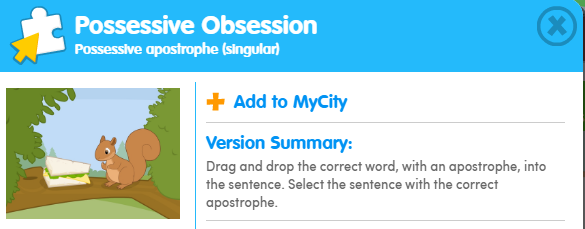 Possessive Obsession
Possessive apostrophe (singular)
Add to MyCity
Version Summary:
Drag and drop the correct word, with an apostrophe, into
the sentence. Select the sentence with the correct
apostrophe.